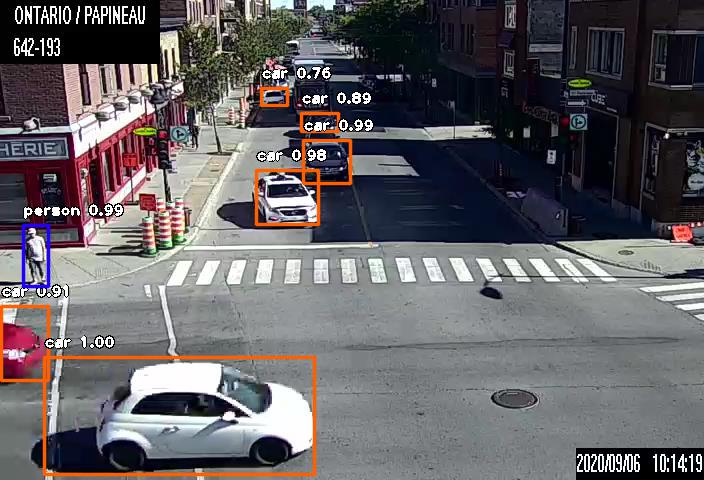 ONTARIO / PAPINEAU
642-193
car 0.76
car 0.89
car 0.99
car 0.98
HERIE
person 0.99
car 0.91
car 1.00
2020/09/06 10:14:19